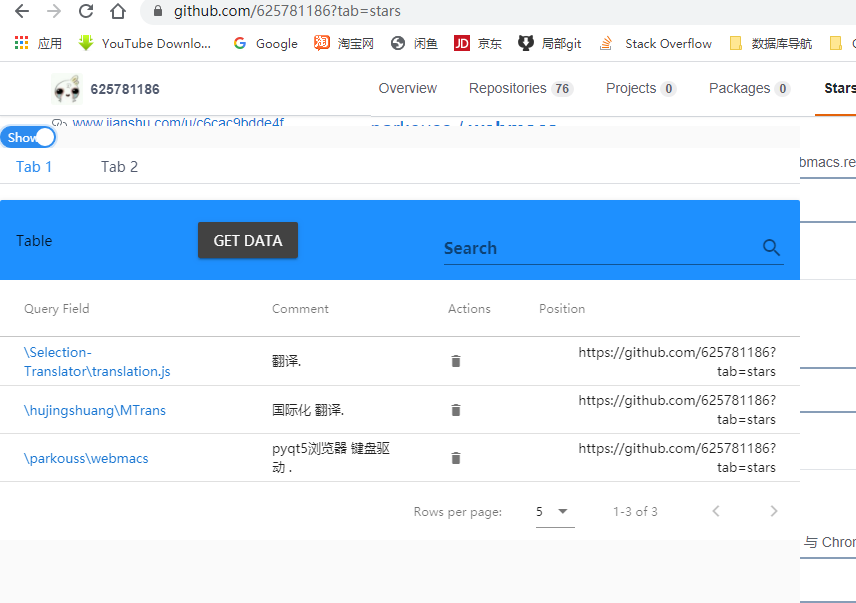 github.com/625781186?tab=stars
应用 YouTube Downlo... Google 淘 淘宝网 闲鱼 JD 京东 局部git Stack Overflow 数据库导航
625781186 Overview Repositories 76 Projects 0 Packages 0 Stars
www.jianshu.com/u/c6cac9bdde4f parkouss / webmacs
Show
Tab 1 Tab 2
bmacs.re
Table GET DATA Search
Query Field Comment Actions Position
\Selection-
Translator\translation.js 翻译. https://github.com/625781186?
tab=stars
\hujingshuang\MTrans 国际化 翻译. https://github.com/625781186?
tab=stars
\parkouss\webmacs pyqt5浏览器 键盘驱
动 . https://github.com/625781186?
tab=stars
Rows per page: 5 1-3 of 3
与 Chror